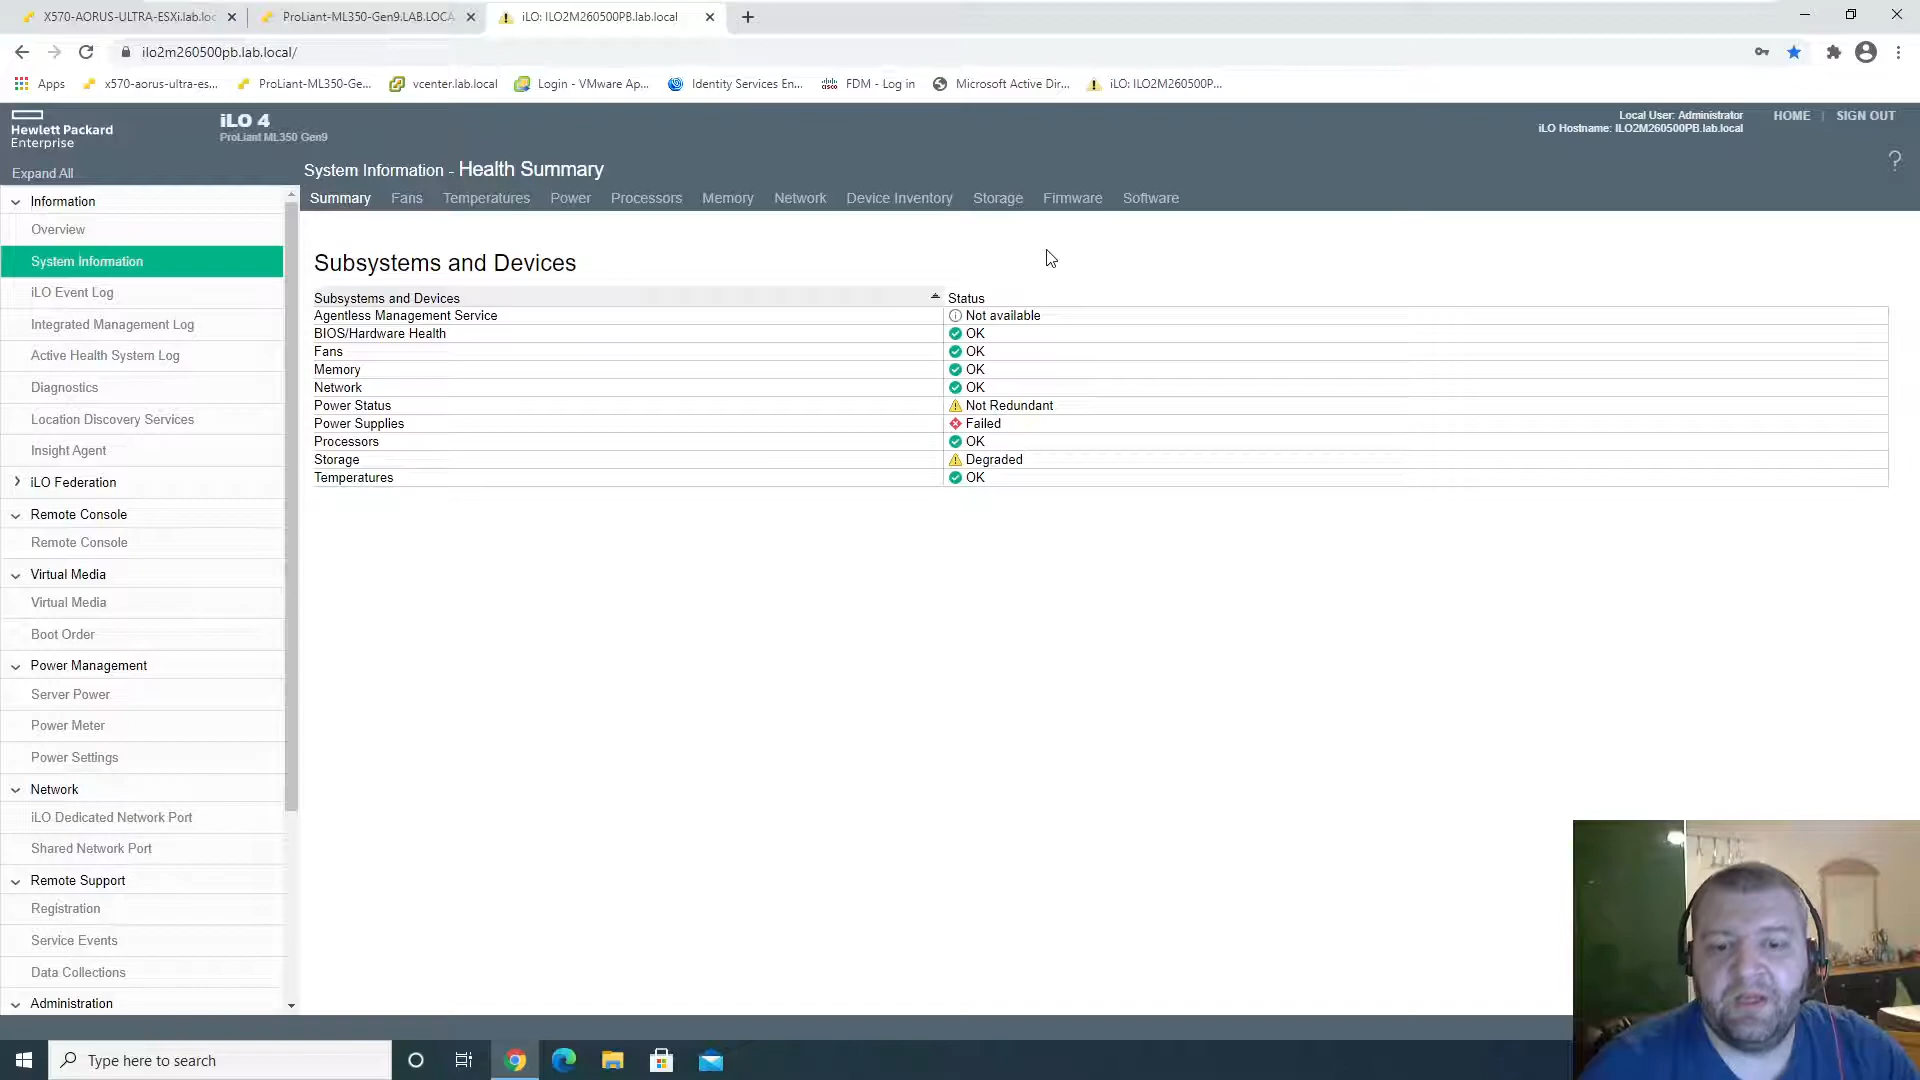 X570-AORUS-ULTRA-ESXi.lab.loc
ProLiant-ML350-Gen9.LAB.LOCA
iLO: ILO2M260500PB.lab.local
ilo2m260500pb.lab.local/
Apps
x570-aorus-ultra-es...
ProLiant-ML350-Ge...
vcenter.lab.local
Login - VMware Ap...
Identity Services En...
FDM - Log in
Microsoft Active Dir...
iLO: ILO2M260500P...
Hewlett Packard
Enterprise
iLO 4
ProLiant ML350 Gen9
Local User: Administrator
iLO Hostname: ILO2M260500PB.lab.local
HOME
SIGN OUT
Expand All
System Information - Health Summary
?
Summary Fans Temperatures Power Processors Memory Network Device Inventory Storage Firmware Software
Information
Overview
System Information
iLO Event Log
Integrated Management Log
Active Health System Log
Diagnostics
Location Discovery Services
Insight Agent
iLO Federation
Remote Console
Remote Console
Virtual Media
Virtual Media
Boot Order
Power Management
Server Power
Power Meter
Power Settings
Network
iLO Dedicated Network Port
Shared Network Port
Remote Support
Registration
Service Events
Data Collections
Administration
Subsystems and Devices
Subsystems and Devices Status
Agentless Management Service Not available
BIOS/Hardware Health OK
Fans OK
Memory OK
Network OK
Power Status Not Redundant
Power Supplies Failed
Processors OK
Storage Degraded
Temperatures OK
Type here to search